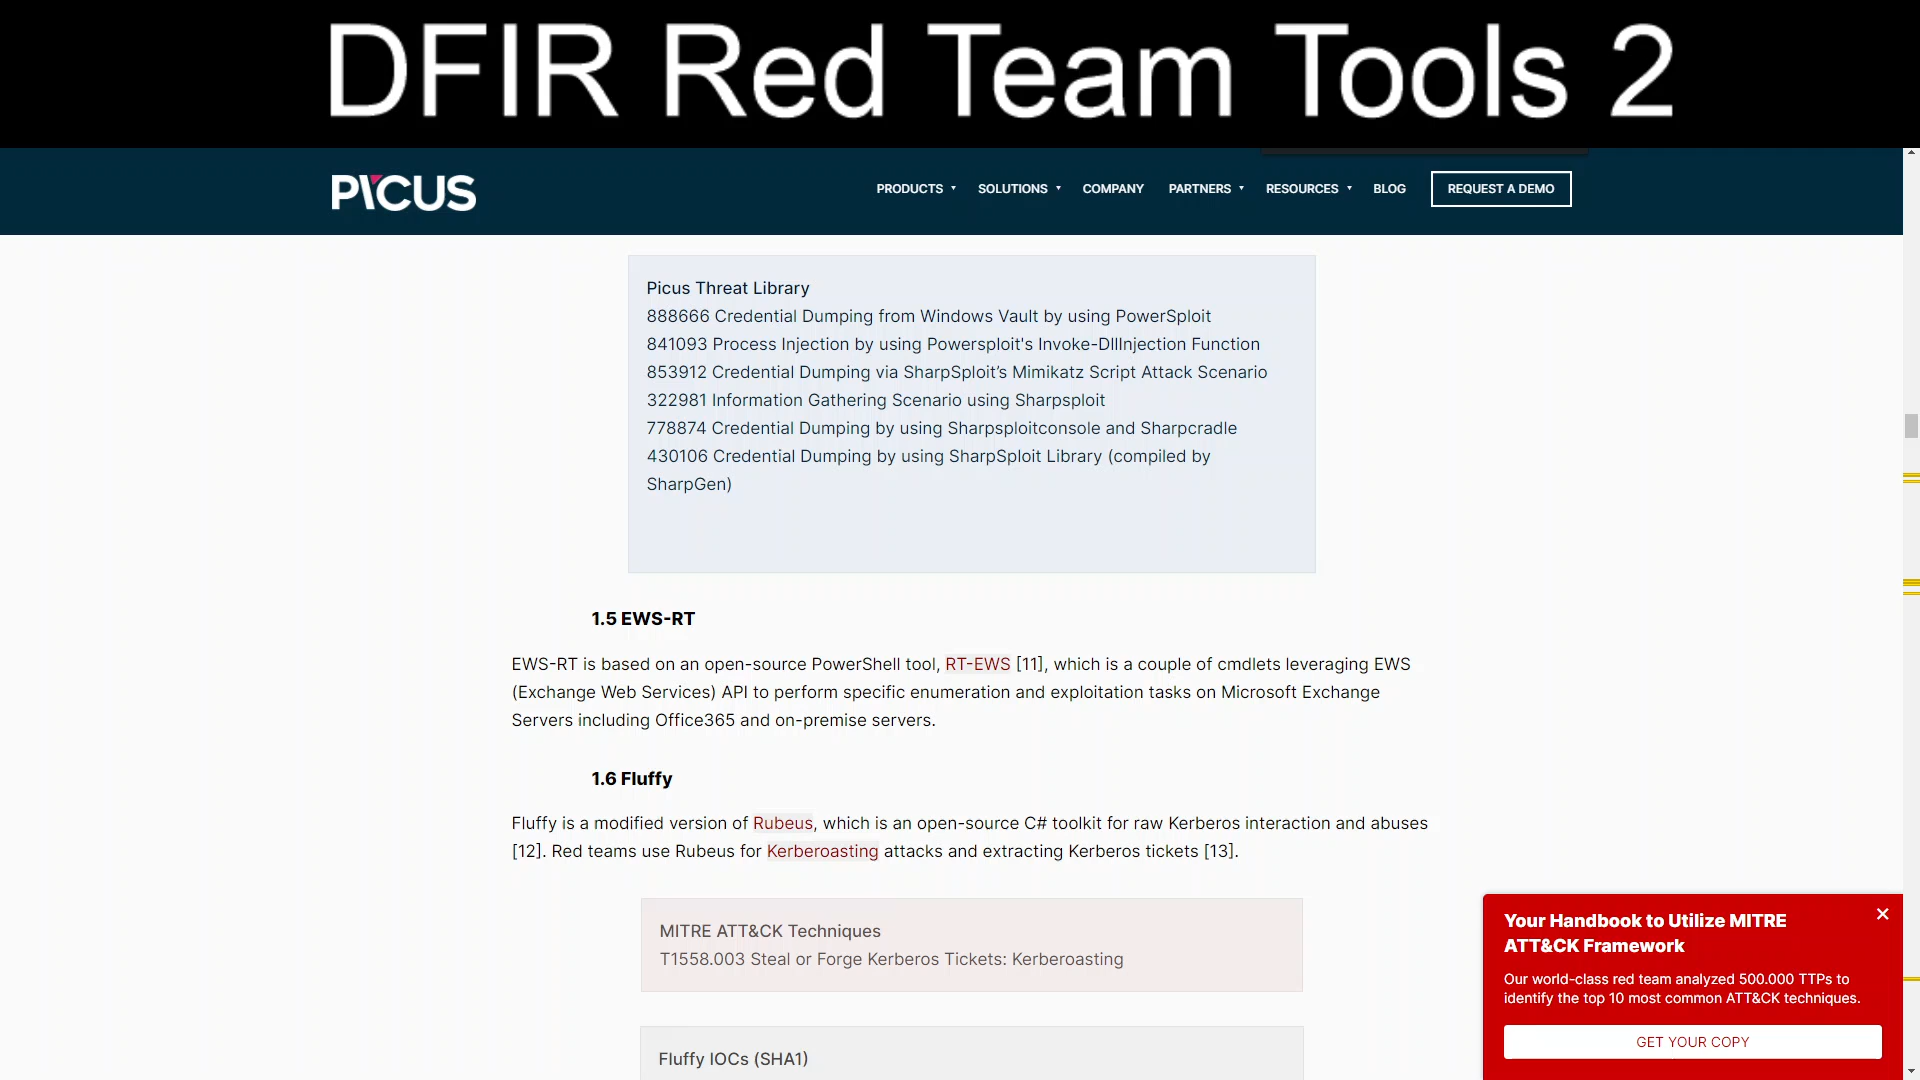 DFIR Red Team Tools 2
PICUS
PRODUCTS SOLUTIONS COMPANY PARTNERS RESOURCES BLOG REQUEST A DEMO
Picus Threat Library
888666 Credential Dumping from Windows Vault by using PowerSploit
841093 Process Injection by using Powersploit's Invoke-DllInjection Function
853912 Credential Dumping via SharpSploit’s Mimikatz Script Attack Scenario
322981 Information Gathering Scenario using Sharpsploit
778874 Credential Dumping by using Sharpsploitconsole and Sharpcradle
430106 Credential Dumping by using SharpSploit Library (compiled by
SharpGen)
1.5 EWS-RT
EWS-RT is based on an open-source PowerShell tool, RT-EWS [11], which is a couple of cmdlets leveraging EWS
(Exchange Web Services) API to perform specific enumeration and exploitation tasks on Microsoft Exchange
Servers including Office365 and on-premise servers.
1.6 Fluffy
Fluffy is a modified version of Rubeus, which is an open-source C# toolkit for raw Kerberos interaction and abuses
[12]. Red teams use Rubeus for Kerberoasting attacks and extracting Kerberos tickets [13].
MITRE ATT&CK Techniques
T1558.003 Steal or Forge Kerberos Tickets: Kerberoasting
Fluffy IOCs (SHA1)
Your Handbook to Utilize MITRE
ATT&CK Framework
Our world-class red team analyzed 500.000 TTPs to
identify the top 10 most common ATT&CK techniques.
GET YOUR COPY